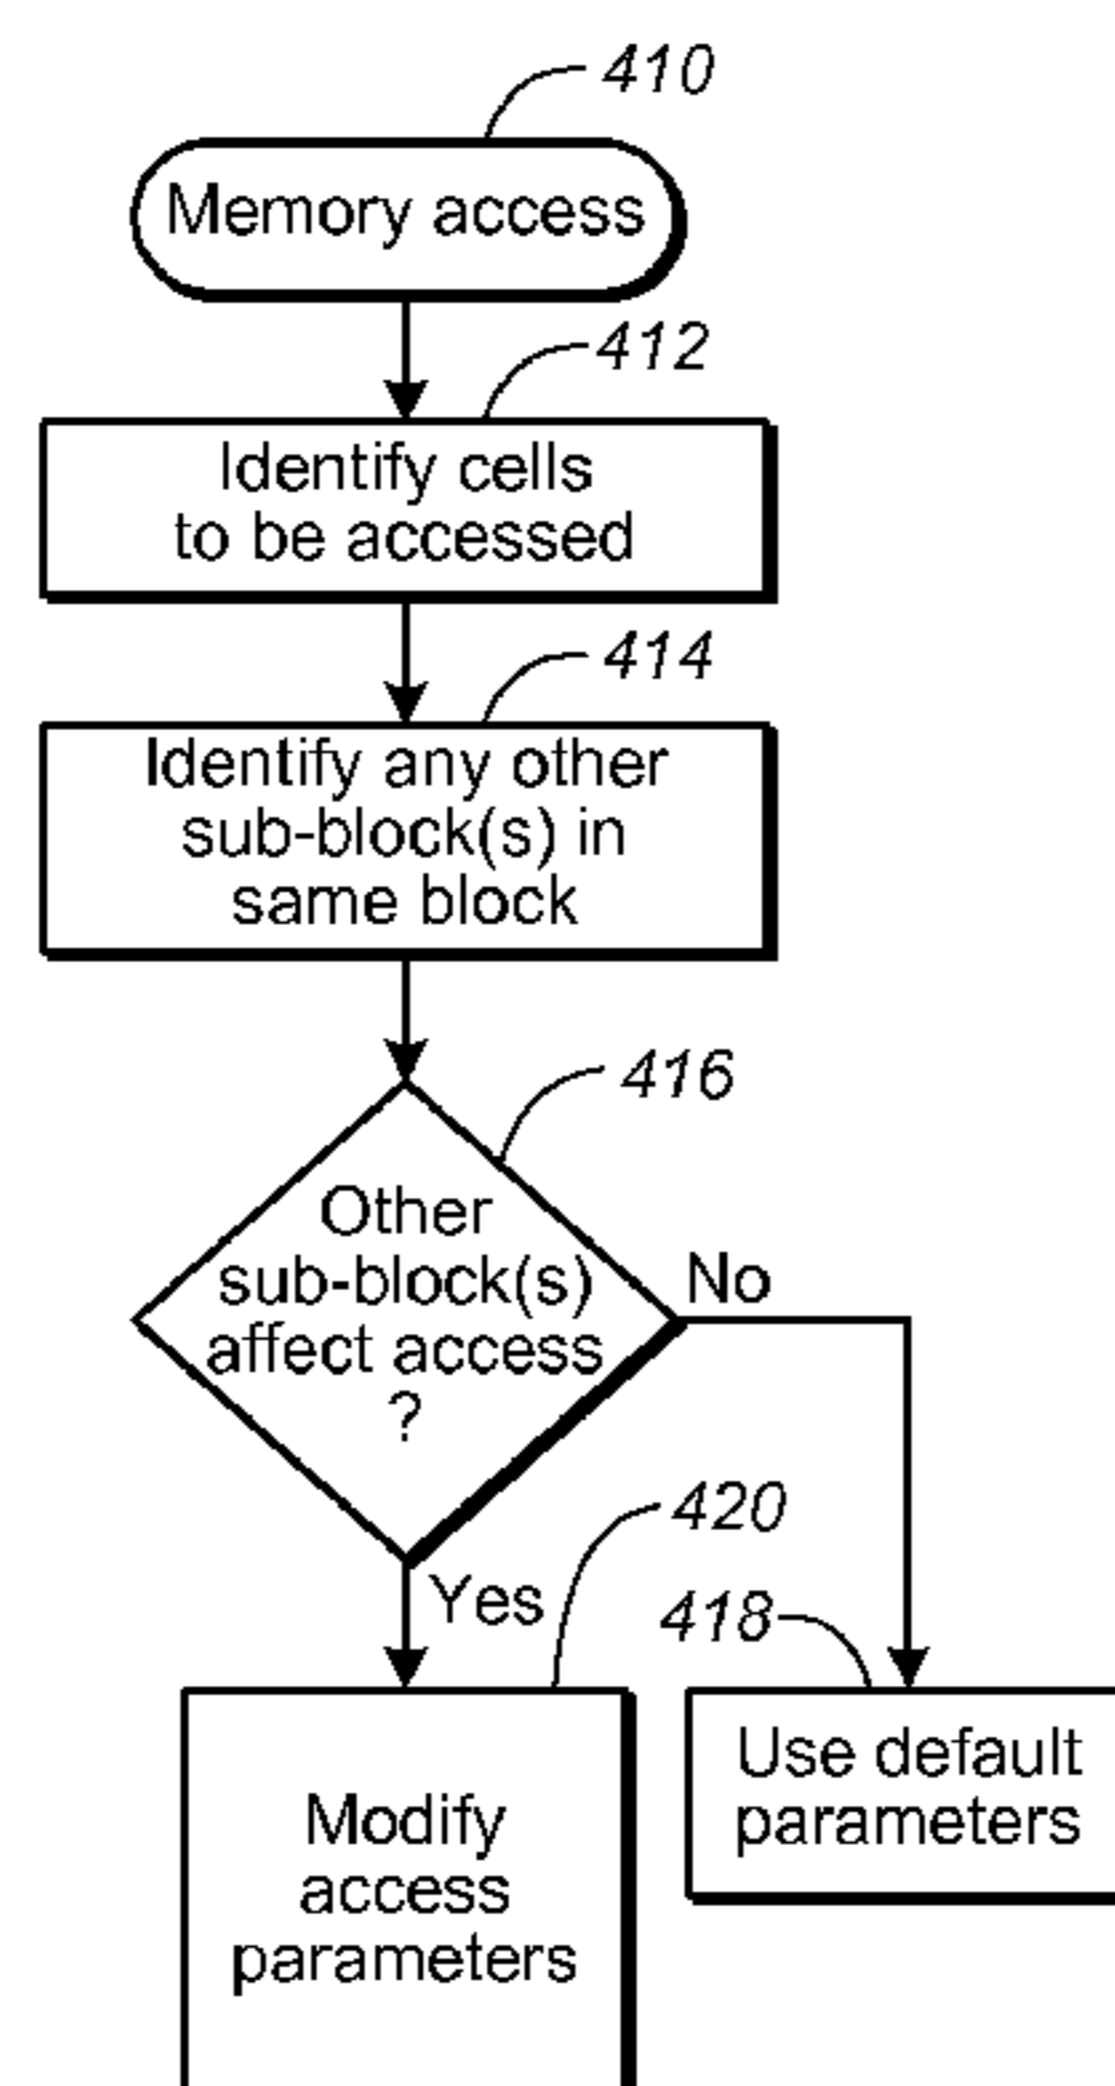 410
Memory access
412
Identify cells
to be accessed
414
Identify any other
sub-block(s) in
same block
416
Other
sub-block(s)
affect access
?
No
Yes
420
418
Modify
access
parameters
Use default
parameters